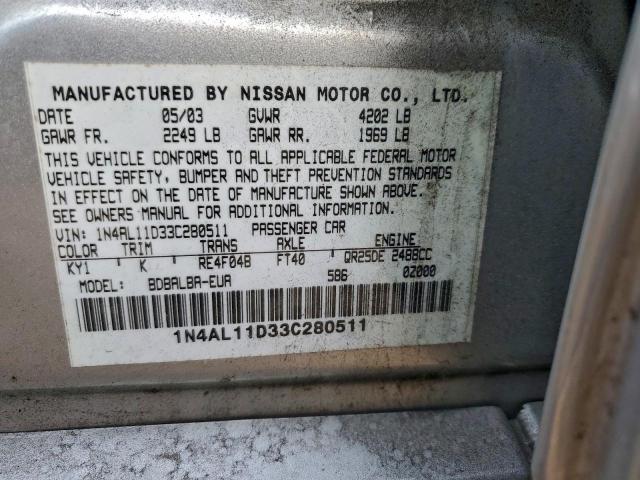 MANUFACTURED BY NISSAN MOTOR CO., LTD.
DATE 05/03 GVWR 4202 LB
GAWR FR. 2249 LB GAWR RR. 1969 LB
THIS VEHICLE CONFORMS TO ALL APPLICABLE FEDERAL MOTOR
VEHICLE SAFETY, BUMPER AND THEFT PREVENTION STANDARDS
IN EFFECT ON THE DATE OF MANUFACTURE SHOWN ABOVE.
SEE OWNERS MANUAL FOR ADDITIONAL INFORMATION.
VIN: 1N4AL11D33C280511 PASSENGER CAR
COLOR TRIM TRANS AXLE ENGINE
KY1 K RE4F04B FT40 QR25DE 2488CC
MODEL: BDBALBA-EUA 586 0Z000
1N4AL11D33C280511